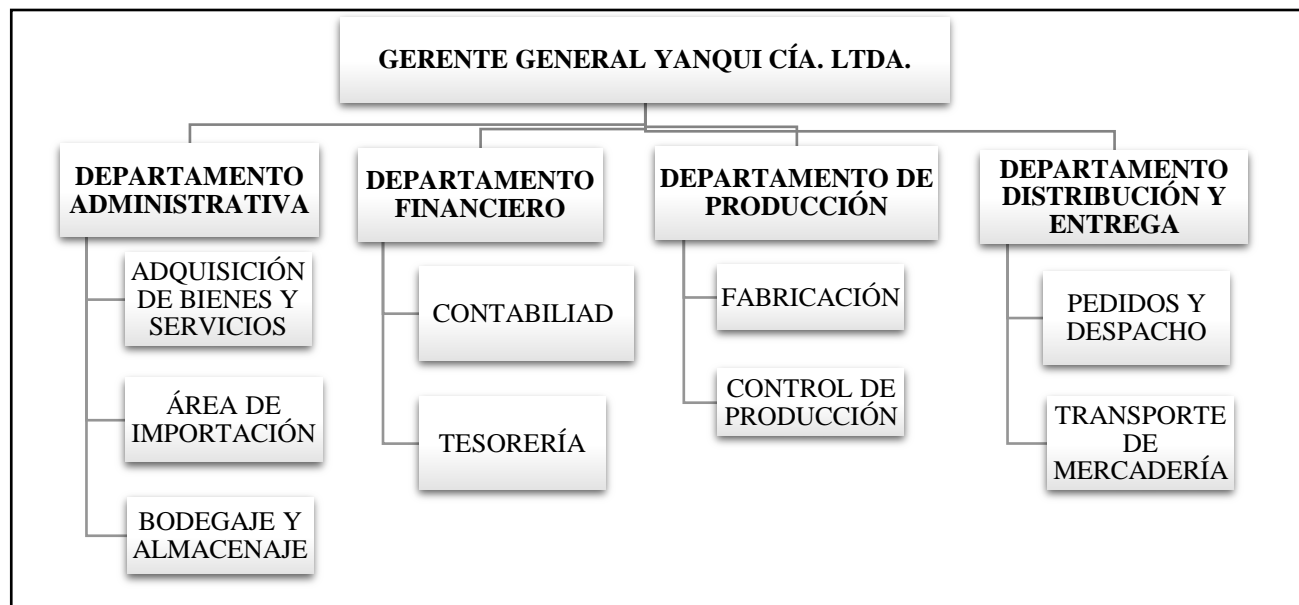 GERENTE GENERAL YANQUI CÍA. LTDA.
DEPARTAMENTO
ADMINISTRATIVA
ADQUISICIÓN
DE BIENES Y
SERVICIOS
ÁREA DE
IMPORTACIÓN
BODEGAJE Y
ALMACENAJE
DEPARTAMENTO
FINANCIERO
CONTABILIAD
TESORERÍA
DEPARTAMENTO DE
PRODUCCIÓN
FABRICACIÓN
CONTROL DE
PRODUCCIÓN
DEPARTAMENTO
DISTRIBUCIÓN Y
ENTREGA
PEDIDOS Y
DESPACHO
TRANSPORTE
DE
MERCADERÍA